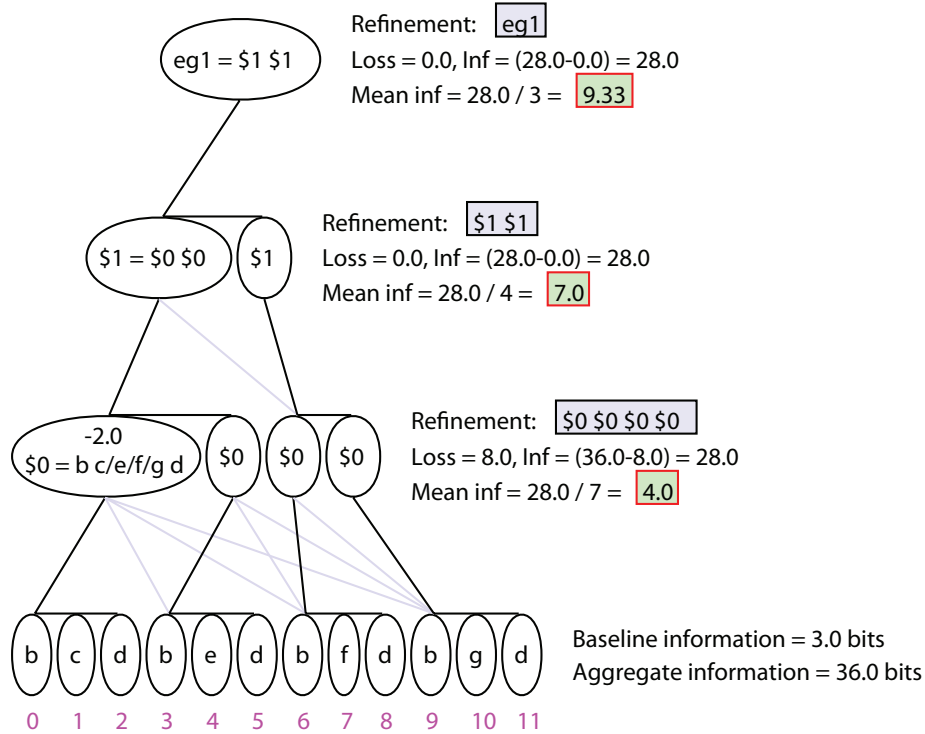 eg1 = $1 $1
Refinement: eg1
Loss = 0.0, Inf = (28.0-0.0) = 28.0
Mean inf = 28.0 / 3 = 9.33
$1 = $0 $0
$1
Refinement: $1 $1
Loss = 0.0, Inf = (28.0-0.0) = 28.0
Mean inf = 28.0 / 4 = 7.0
-2.0
$0 = b c/e/f/g d
$0
$0
$0
Refinement: $0 $0 $0 $0
Loss = 8.0, Inf = (36.0-8.0) = 28.0
Mean inf = 28.0 / 7 = 4.0
b c d b e d b f d b g d
0 1 2 3 4 5 6 7 8 9 10 11
Baseline information = 3.0 bits
Aggregate information = 36.0 bits